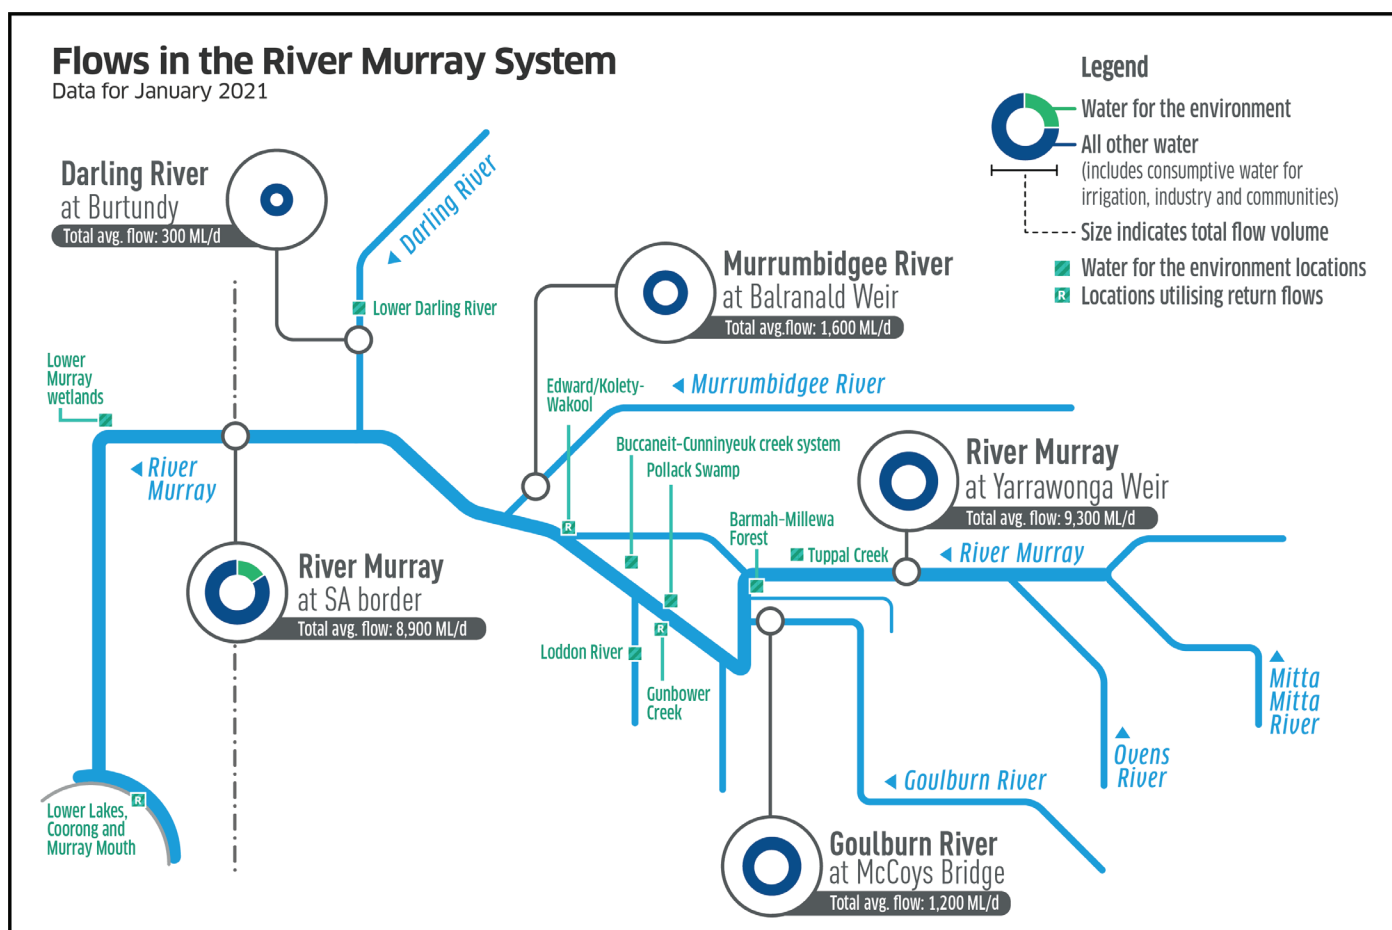 Flows in the River Murray System
Data for January 2021
Legend
Water for the environment
All other water
(includes consumptive water for
irrigation, industry and communities)
Size indicates total flow volume
Water for the environment locations
R Locations utilising return flows
Darling River
at Burtundy
Total avg. flow: 300 ML/d
Darling River
Lower Darling River
Murrumbidgee River
at Balranald Weir
Total avg.flow: 1,600 ML/d
Lower
Murray
wetlands
Edward/Kolety-
Wakool
Murrumbidgee River
Buccaneit-Cunninyeuk creek system
Pollack Swamp
River Murray
at Yarrawonga Weir
Total avg. flow: 9,300 ML/d
River
Murray
R
Barmah-Millewa
Forest
Tuppal Creek
River Murray
River Murray
at SA border
Total avg. flow: 8,900 ML/d
R
Loddon River
Gunbower
Creek
Mitta
Mitta
River
Ovens
River
Goulburn River
R
Lower Lakes,
Coorong and
Murray Mouth
Goulburn River
at McCoys Bridge
Total avg. flow: 1,200 ML/d